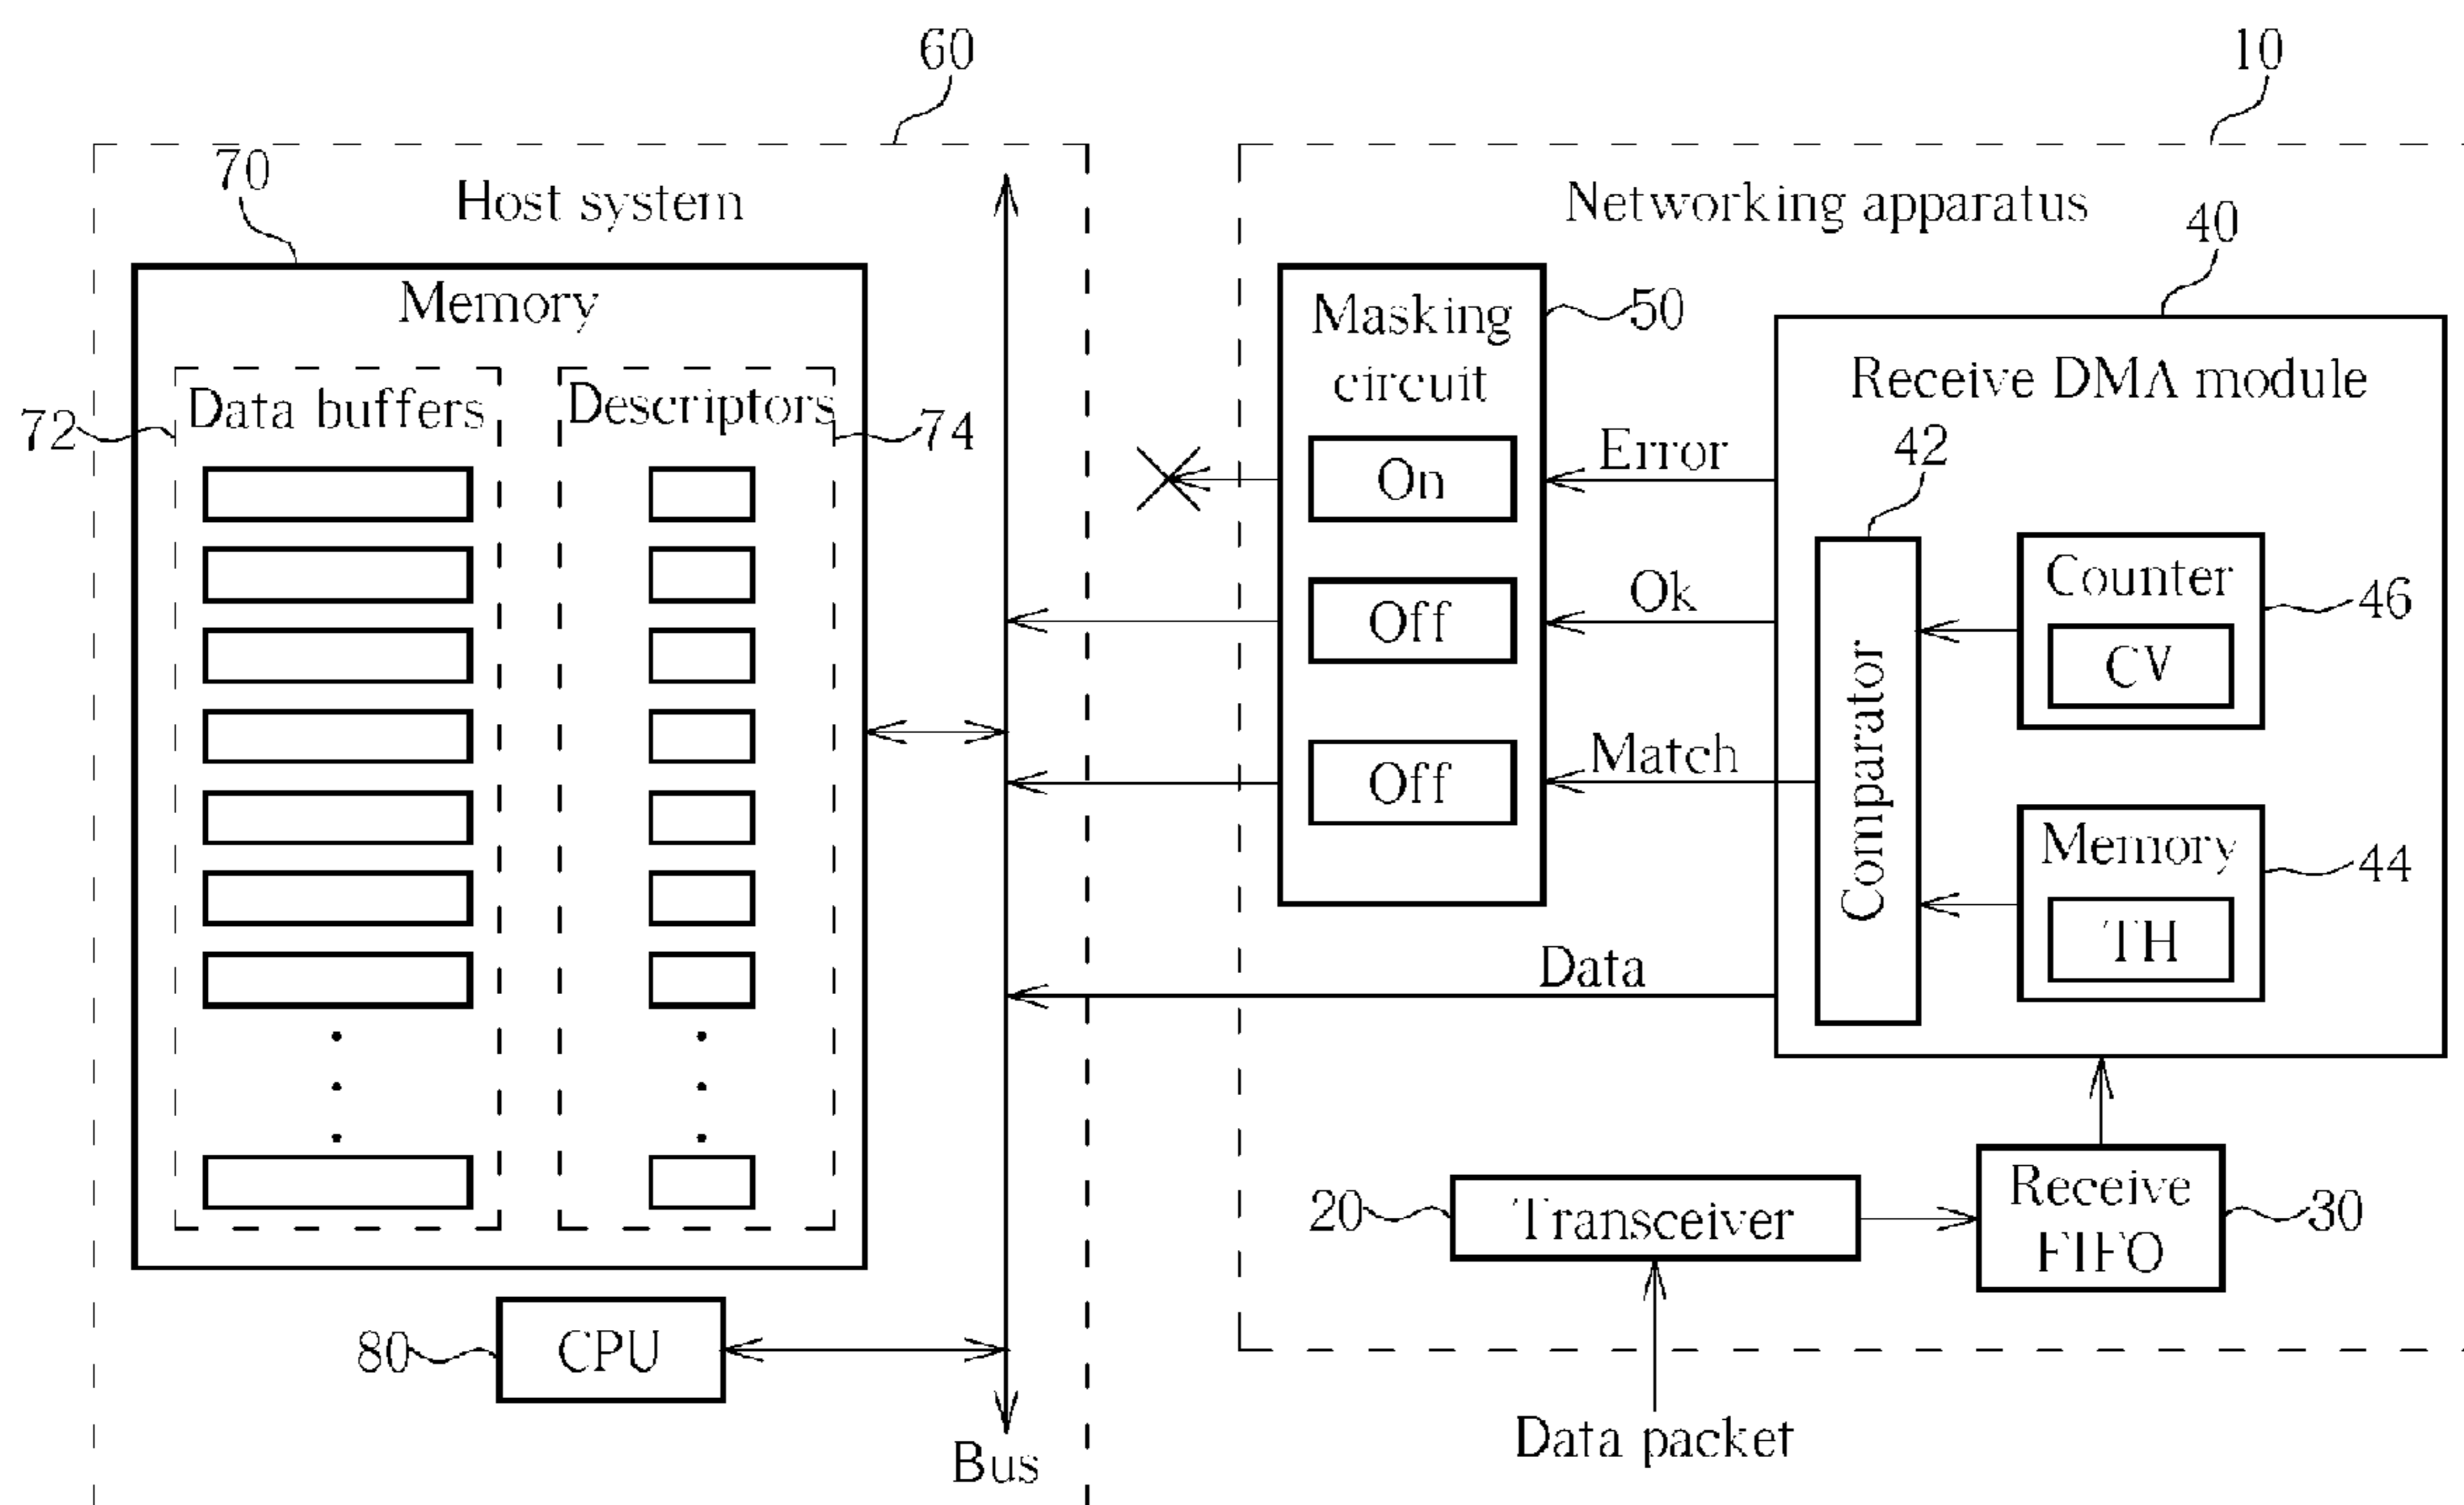 60
10
70
Host system
Networking apparatus
40
Memory
Masking
circuit
50
Receive DMA module
72
Data buffers
Descriptors
74
42
Error
On
Counter
46
CV
Ok
Off
Comparator
Match
Off
Memory
44
TH
Data
20
Transceiver
Receive
FIFO
30
80
CPU
Data packet
Bus